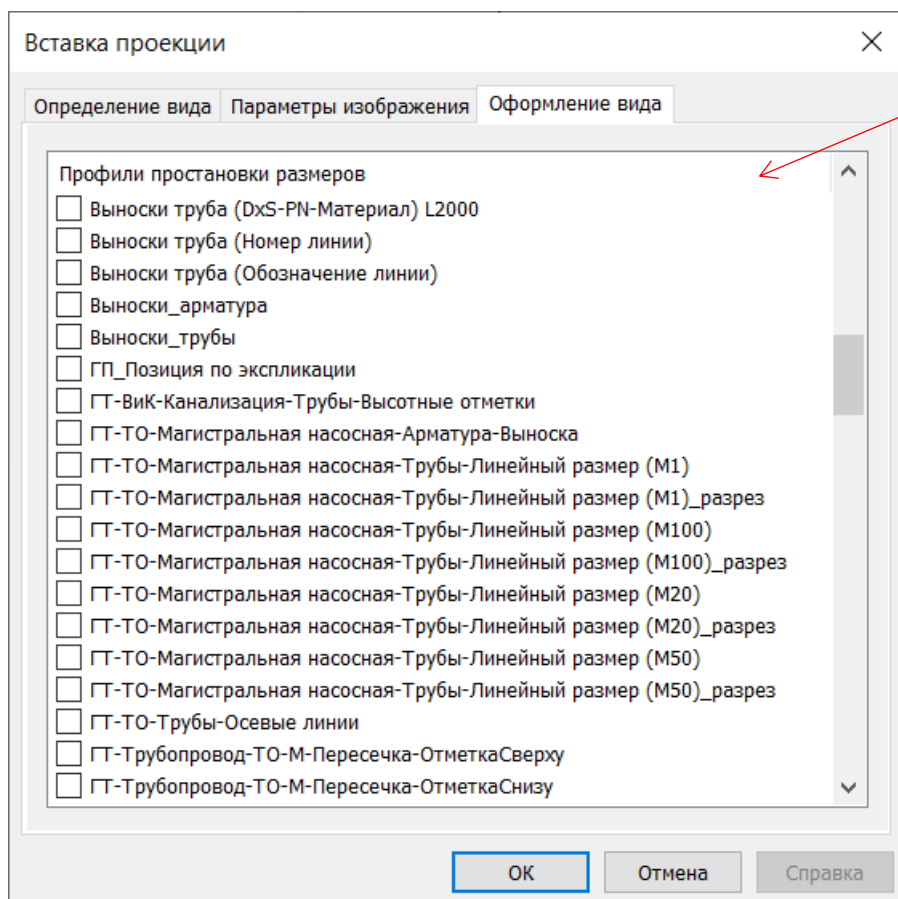 Вставка проекции
Определение вида Параметры изображения Оформление вида
Профили простановки размеров
Выноски труба (DxS-PN-Материал) L2000
Выноски труба (Номер линии)
Выноски труба (Обозначение линии)
Выноски_арматура
Выноски_трубы
ГП_Позиция по экспликации
ГТ-ВиК-Канализация-Трубы-Высотные отметки
ГТ-ТО-Магистральная насосная-Арматура-Выноска
ГТ-ТО-Магистральная насосная-Трубы-Линейный размер (М1)
ГТ-ТО-Магистральная насосная-Трубы-Линейный размер (М1)_разрез
ГТ-ТО-Магистральная насосная-Трубы-Линейный размер (М100)
ГТ-ТО-Магистральная насосная-Трубы-Линейный размер (М100)_разрез
ГТ-ТО-Магистральная насосная-Трубы-Линейный размер (М20)
ГТ-ТО-Магистральная насосная-Трубы-Линейный размер (М20)_разрез
ГТ-ТО-Магистральная насосная-Трубы-Линейный размер (М50)
ГТ-ТО-Магистральная насосная-Трубы-Линейный размер (М50)_разрез
ГТ-ТО-Трубы-Осевые линии
ГТ-Трубопровод-ТО-М-Пересечка-ОтметкаСверху
ГТ-Трубопровод-ТО-М-Пересечка-ОтметкаСнизу
ОК Отмена Справка